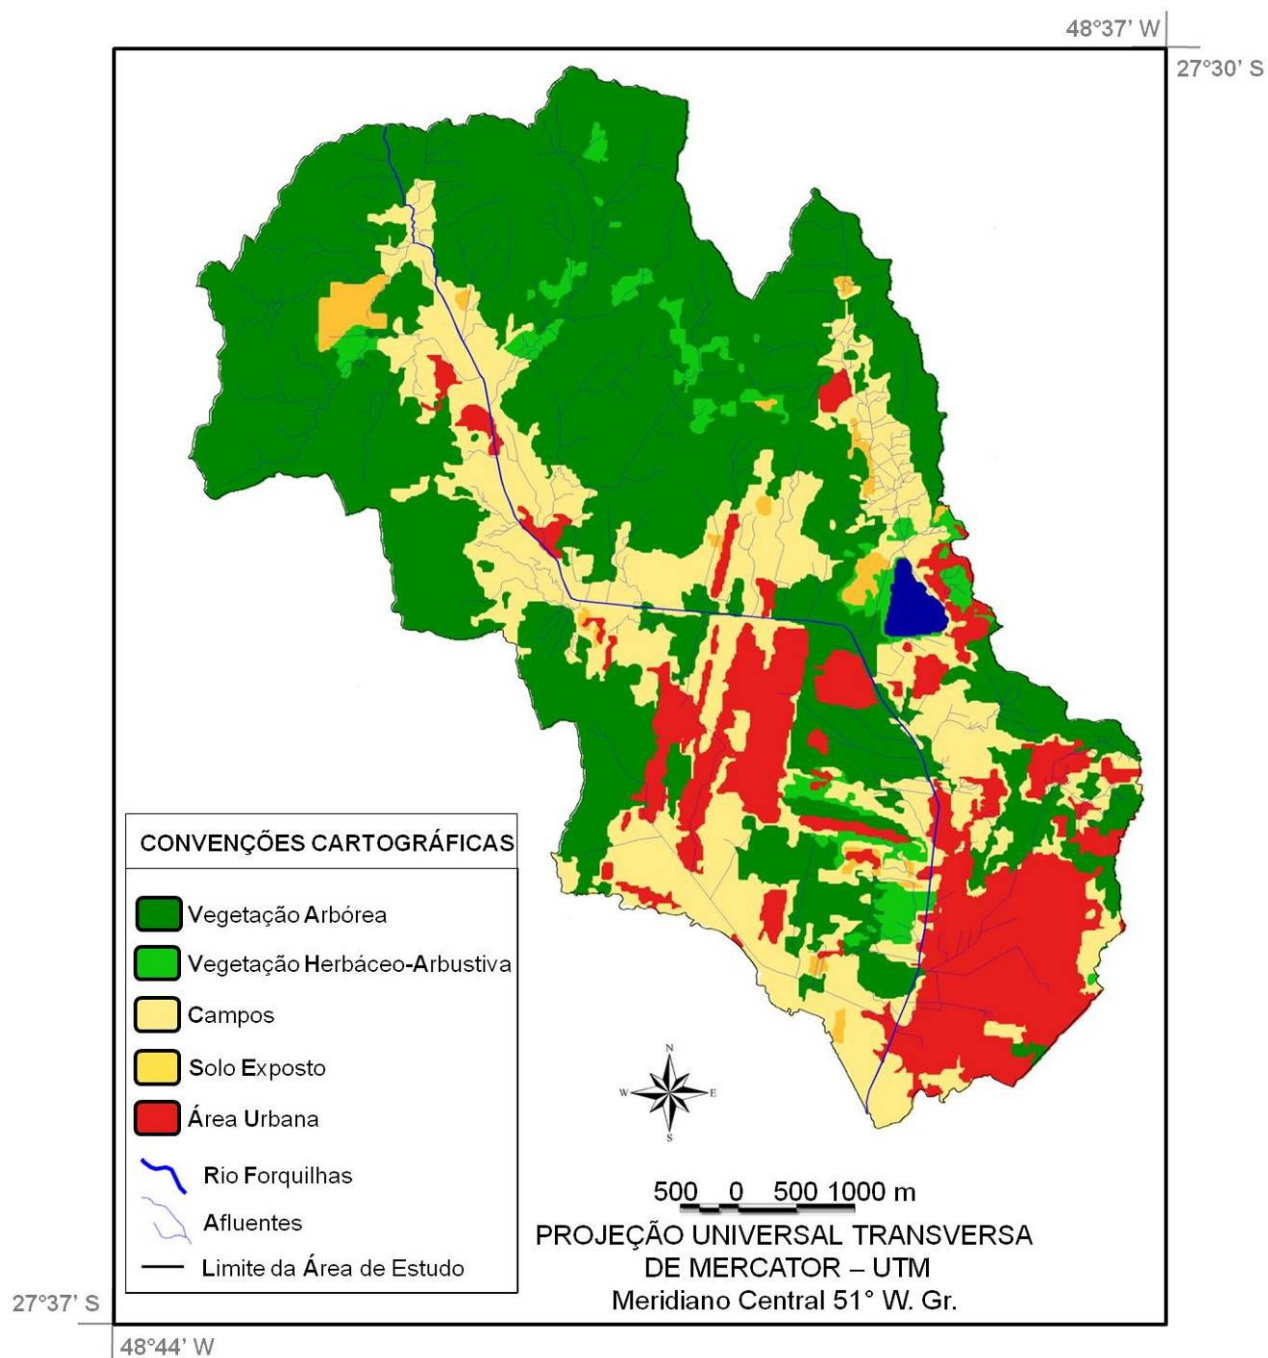 48°37' W
27°30' S
CONVENÇÕES CARTOGRÁFICAS
Vegetação Arbórea
Vegetação Herbáceo-Arbustiva
Campos
Solo Exposto
Área Urbana
Rio Forquilhas
Afluentes
Limite da Área de Estudo
N
W
E
S
500 0 500 1000 m
PROJEÇÃO UNIVERSAL TRANSVERSA
DE MERCATOR – UTM
Meridiano Central 51° W. Gr.
27°37' S
48°44' W